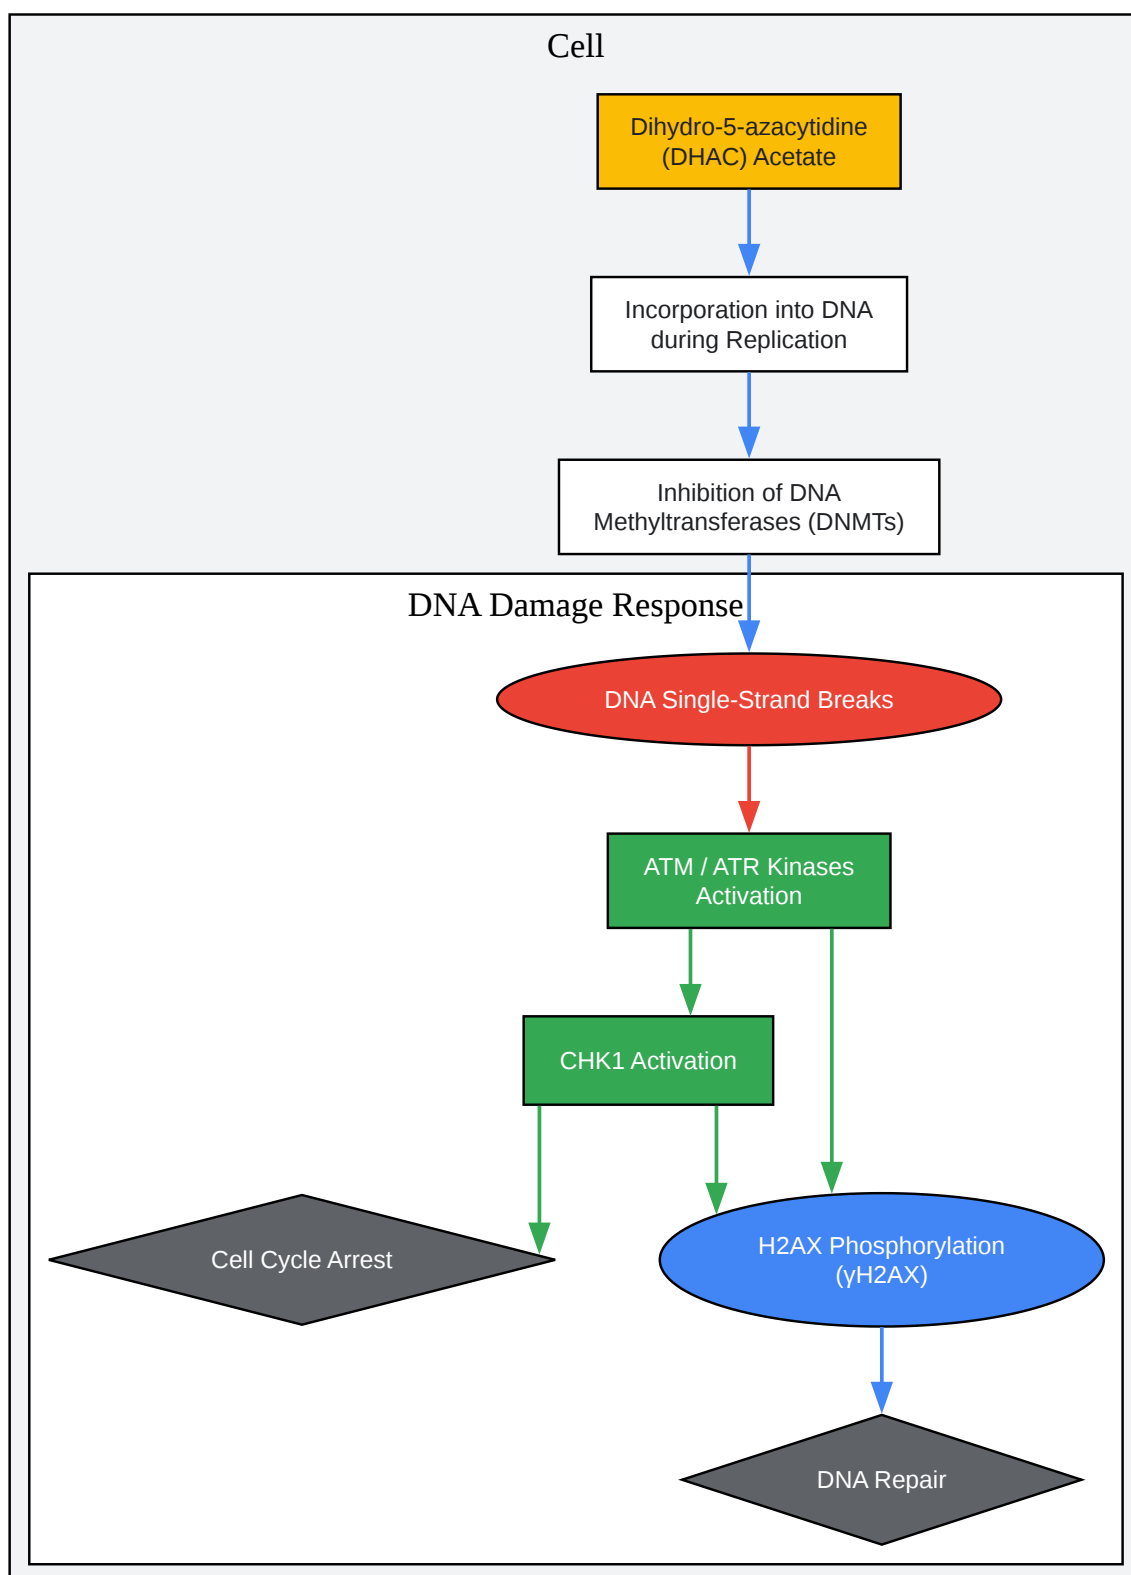 Cell
Dihydro-5-azacytidine
(DHAC) Acetate
Incorporation into DNA
during Replication
Inhibition of DNA
Methyltransferases (DNMTs)
DNA Damage Response
DNA Single-Strand Breaks
ATM / ATR Kinases
Activation
CHK1 Activation
Cell Cycle Arrest
H2AX Phosphorylation
(γH2AX)
DNA Repair